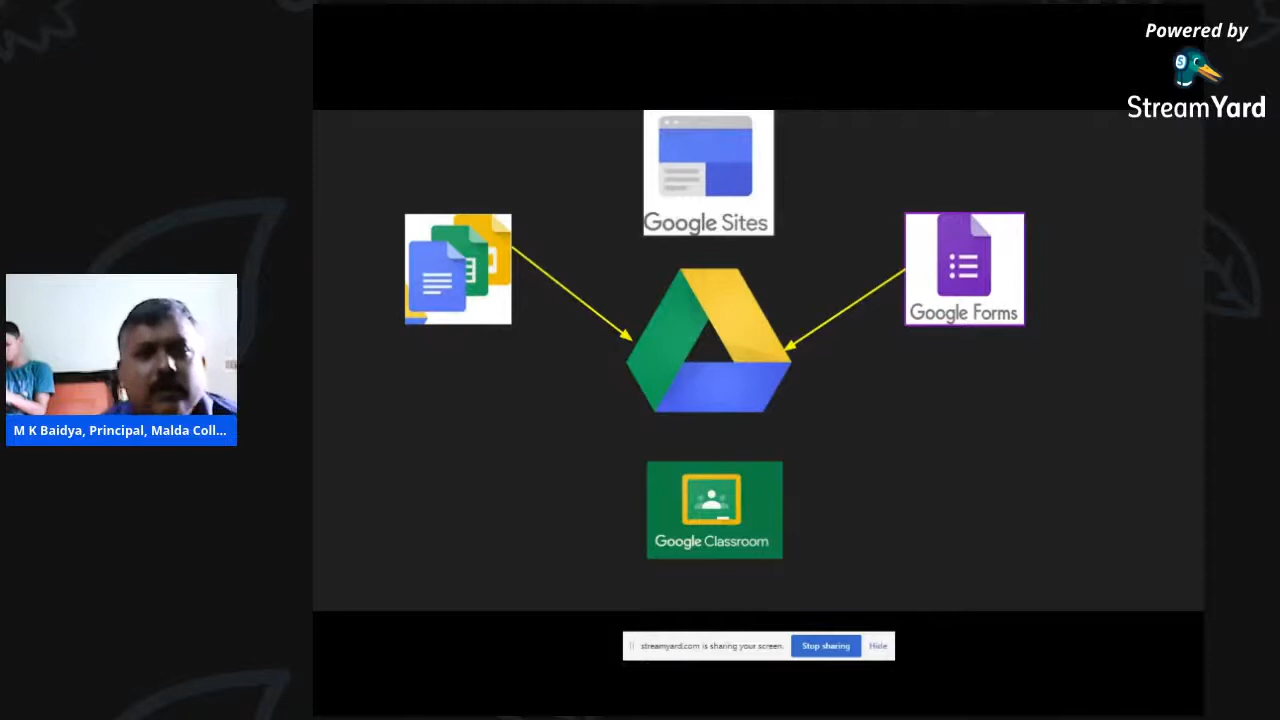 Powered by
StreamYard
Google Sites
Google Forms
M K Baidya, Principal, Malda Coll...
Google Classroom
streamyard.com is sharing your screen.
Stop sharing
Hide